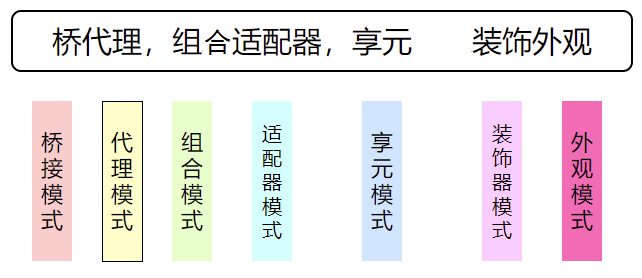 桥代理，组合适配器，享元 装饰外观
桥接模式
代理模式
组合模式
适配器模式
享元模式
装饰器模式
外观模式